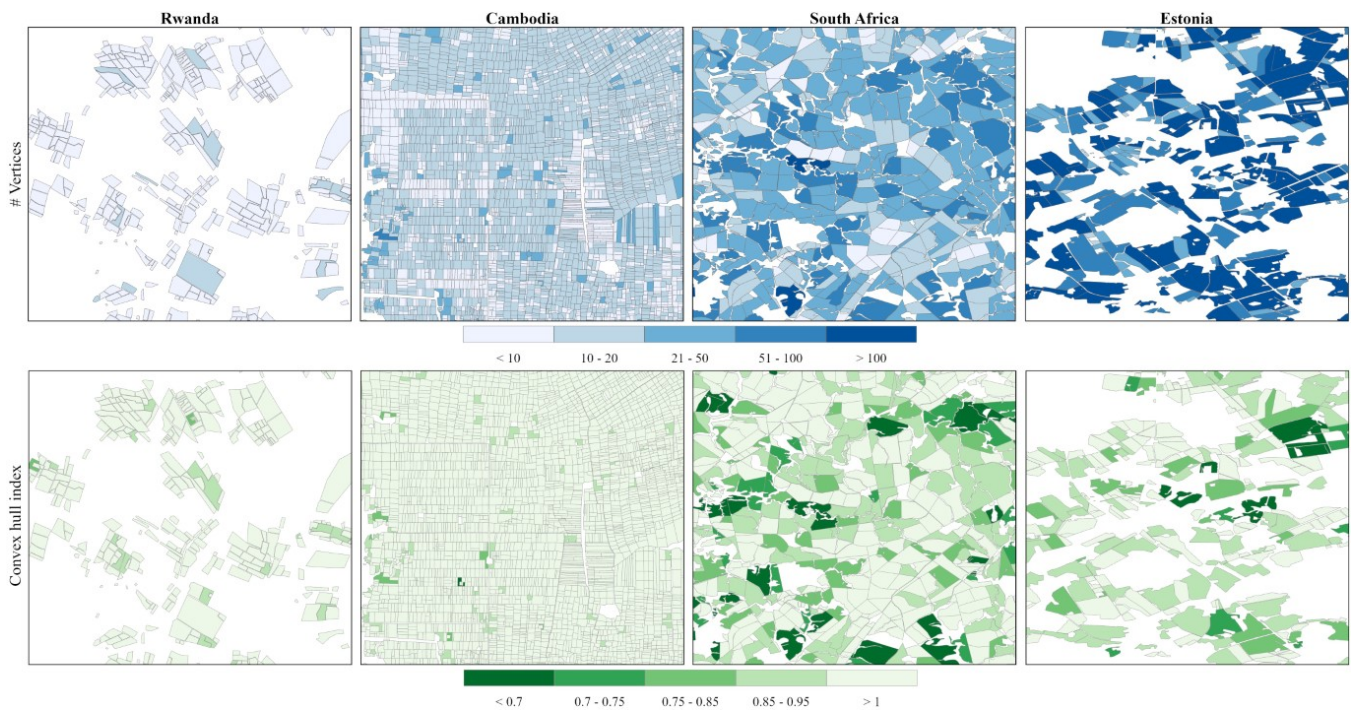 Rwanda Cambodia South Africa Estonia
# Vertices
< 10 10 - 20 21 - 50 51 - 100 > 100
Convex hull index
< 0.7 0.7 - 0.75 0.75 - 0.85 0.85 - 0.95 > 1